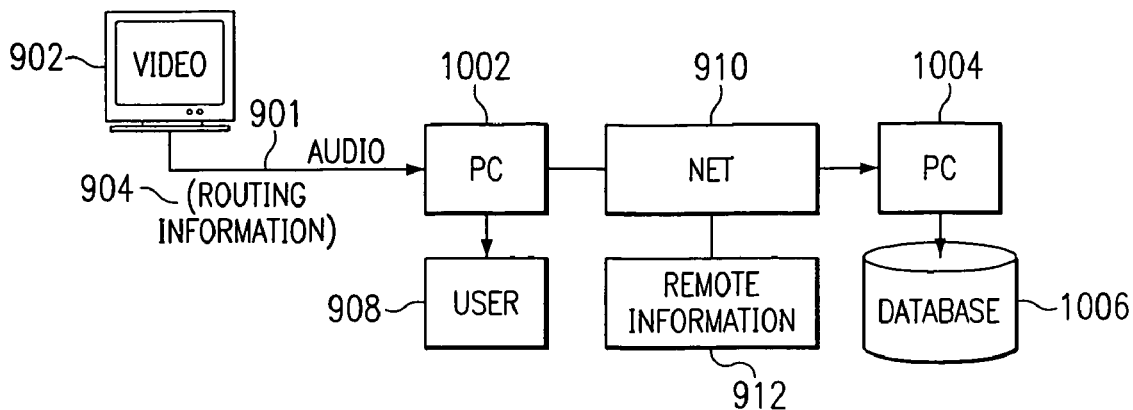 902
VIDEO
901
AUDIO
904
(ROUTING
INFORMATION)
1002
PC
910
NET
1004
PC
908
USER
REMOTE
INFORMATION
912
DATABASE
1006